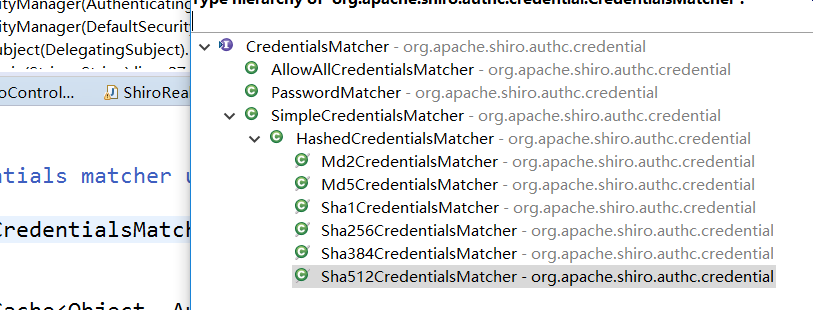 Type hierarchy of 'org.apache.shiro.authc.credential.CredentialsMatcher':
ityManager(Authenticating
ityManager(DefaultSecurit
ubject(DelegatingSubject).
CredentialsMatcher - org.apache.shiro.authc.credential
AllowAllCredentialsMatcher - org.apache.shiro.authc.credential
PasswordMatcher - org.apache.shiro.authc.credential
SimpleCredentialsMatcher - org.apache.shiro.authc.credential
HashedCredentialsMatcher - org.apache.shiro.authc.credential
Md2CredentialsMatcher - org.apache.shiro.authc.credential
Md5CredentialsMatcher - org.apache.shiro.authc.credential
Sha1CredentialsMatcher - org.apache.shiro.authc.credential
Sha256CredentialsMatcher - org.apache.shiro.authc.credential
Sha384CredentialsMatcher - org.apache.shiro.authc.credential
Sha512CredentialsMatcher - org.apache.shiro.authc.credential
oControl...
ShiroRea
ntials matcher u
CredentialsMatch